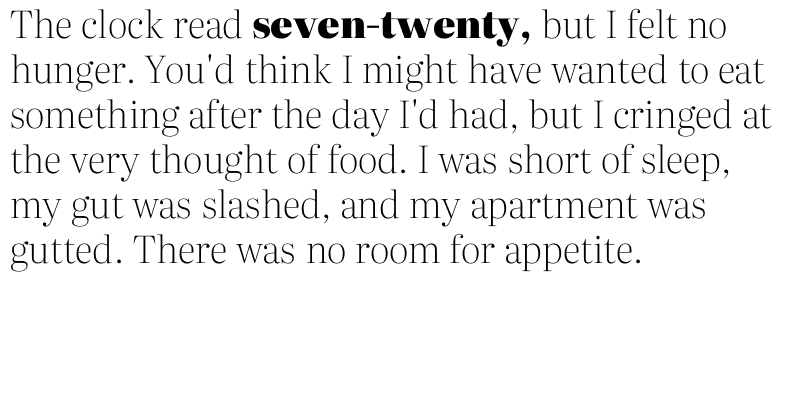 The clock read seven-twenty, but I felt no
hunger. You'd think I might have wanted to eat
something after the day I'd had, but I cringed at
the very thought of food. I was short of sleep,
my gut was slashed, and my apartment was
gutted. There was no room for appetite.